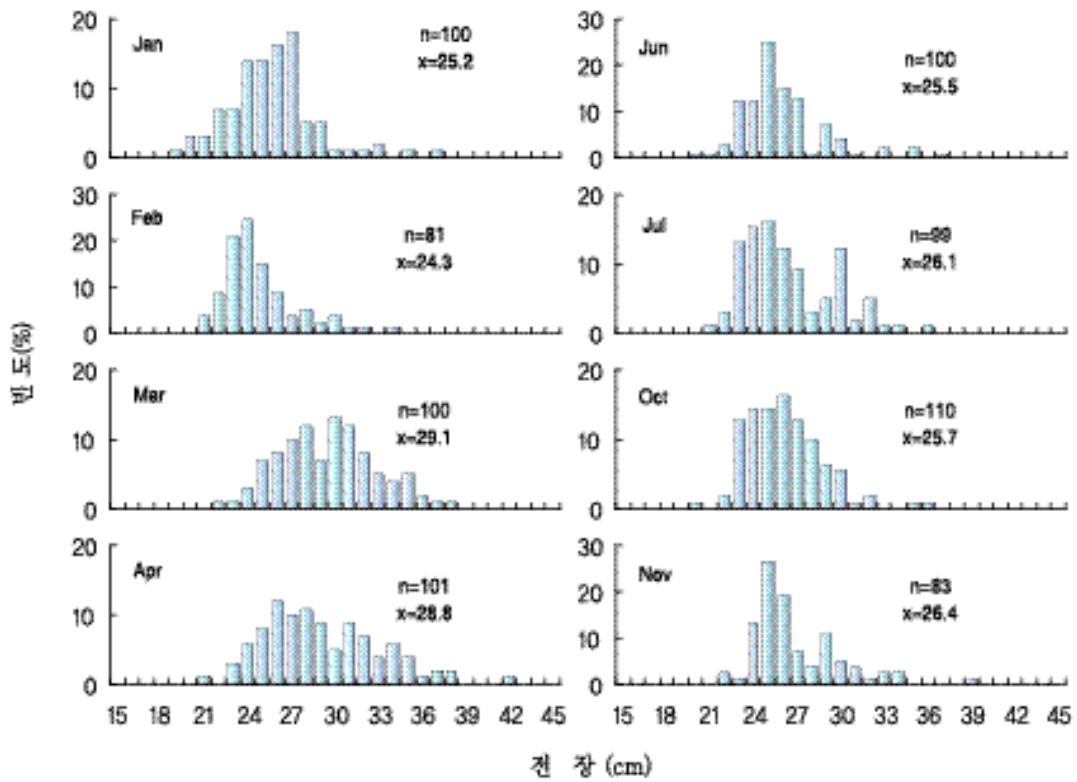 빈 도(%)
Jan
n=100
x=25.2
20
10
0
Feb
n=81
x=24.3
30
20
10
0
Mar
n=100
x=29.1
20
10
0
Apr
n=101
x=28.8
20
10
0
15 18 21 24 27 30 33 36 39 42 45
Jun
n=100
x=25.5
30
20
10
0
Jul
n=99
x=26.1
20
10
0
Oct
n=110
x=25.7
20
10
0
Nov
n=83
x=26.4
30
20
10
0
15 18 21 24 27 30 33 36 39 42 45
전 장 (cm)